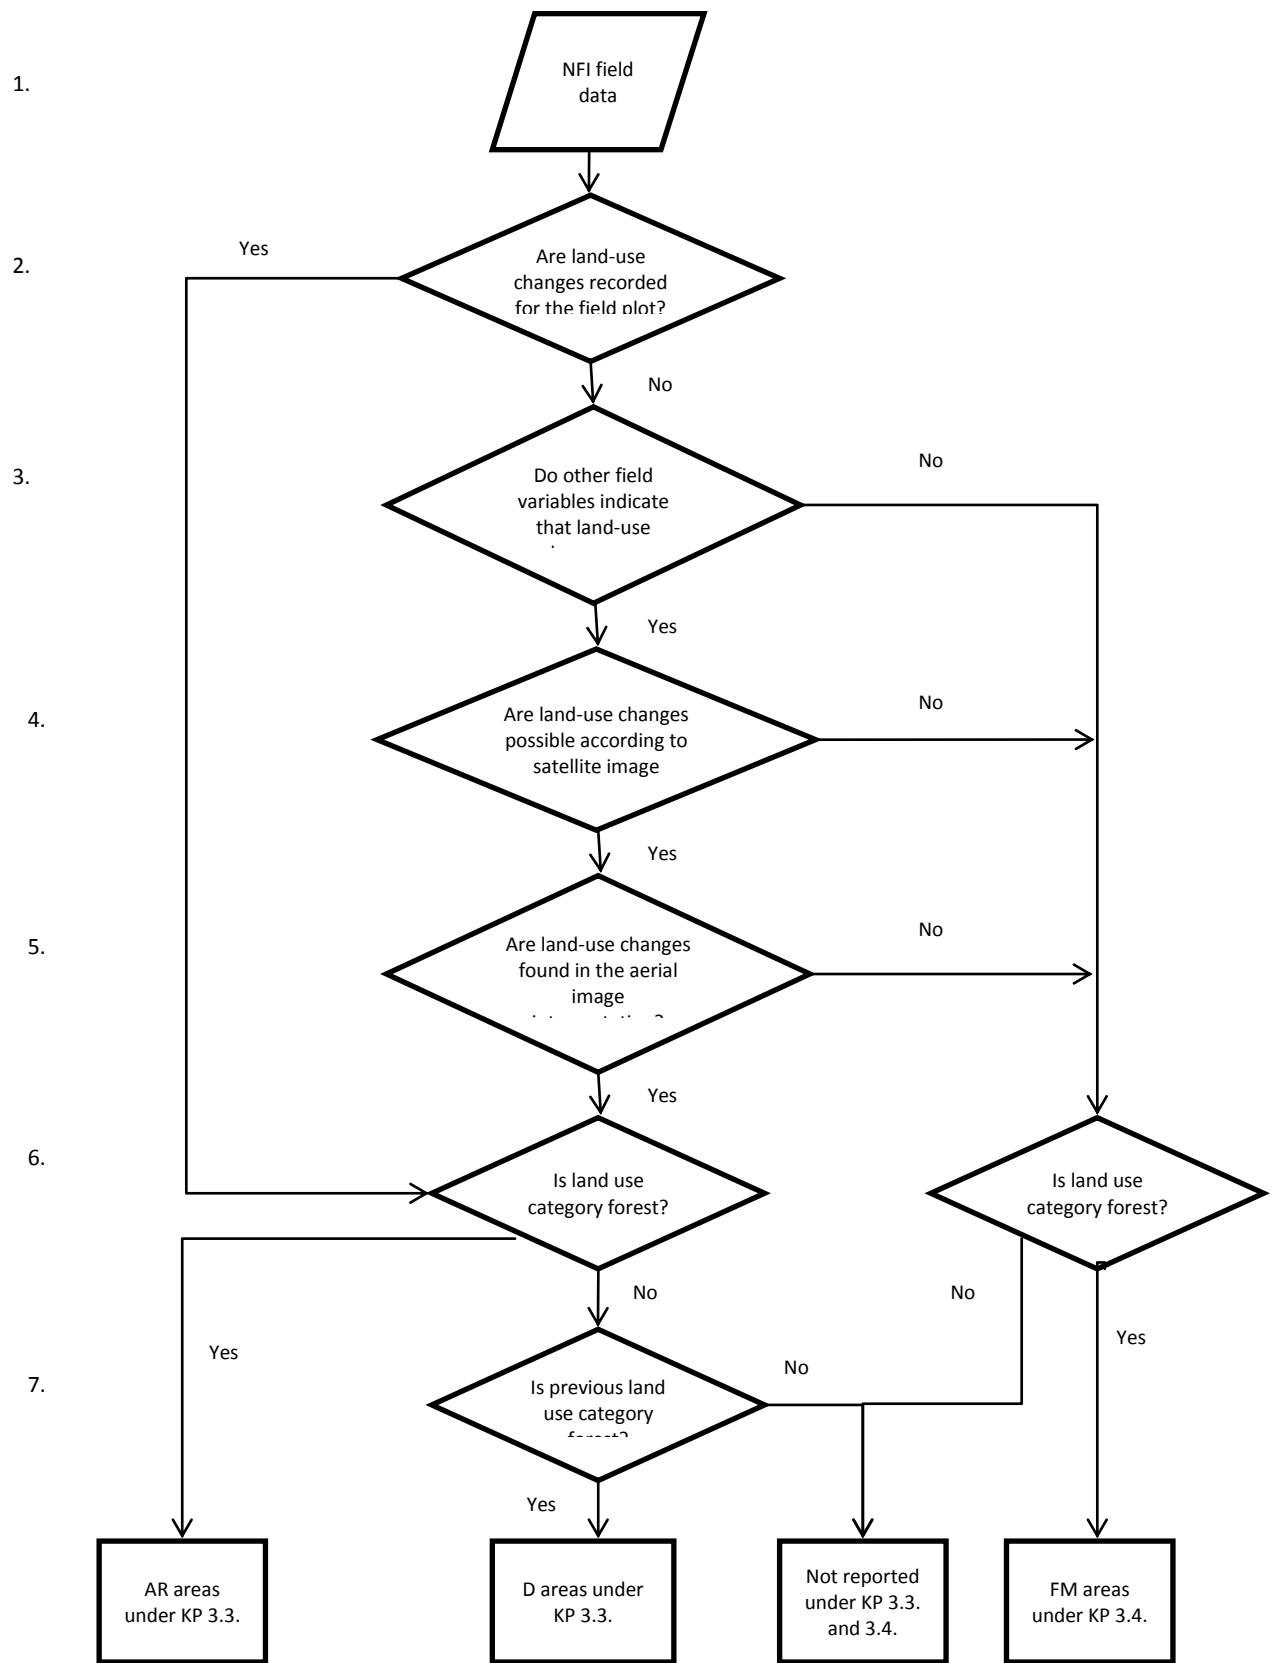 1.
NFI field
data
Yes
2.
Are land-use
changes recorded
for the field plot?
No
3.
Do other field
variables indicate
that land-use
No
Yes
4.
Are land-use changes
possible according to
satellite image
No
Yes
5.
Are land-use changes
found in the aerial
image
No
Yes
6.
Is land use
category forest?
Is land use
category forest?
No
No
Yes
Yes
7.
Is previous land
use category
forest?
No
Yes
AR areas
under KP 3.3.
D areas under
KP 3.3.
Not reported
under KP 3.3.
and 3.4.
FM areas
under KP 3.4.